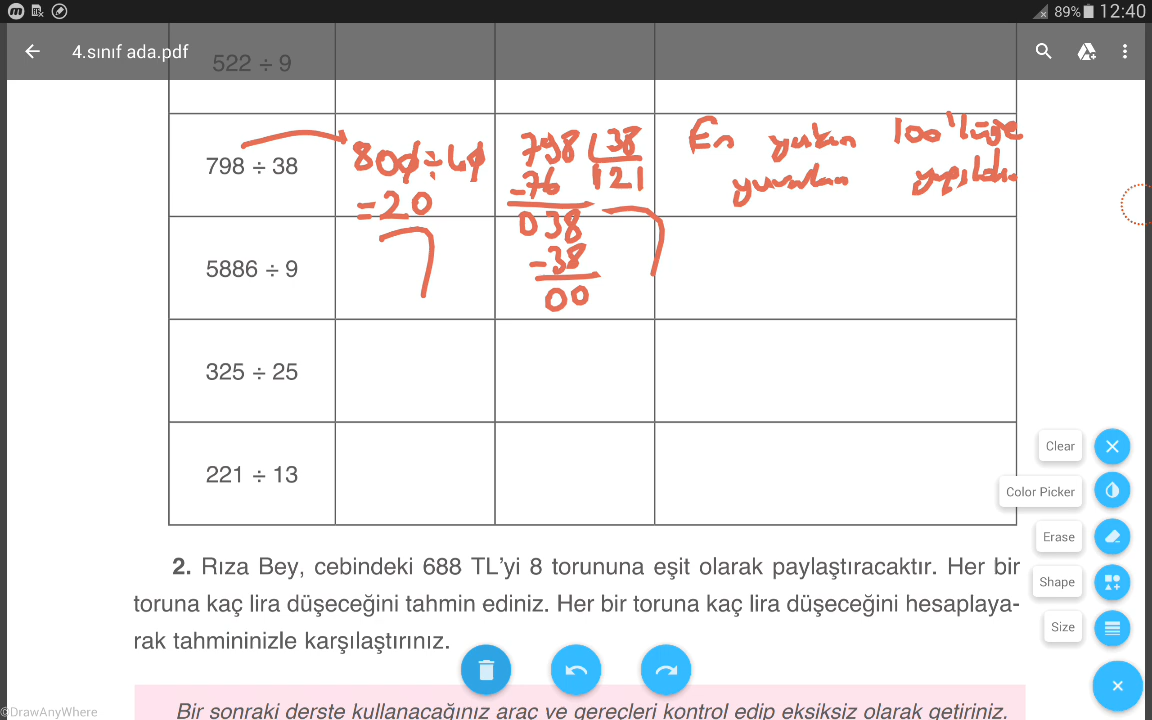 89% 12:40
4.sınıf ada.pdf
522 ÷ 9
798 ÷ 38
800÷40
=20
798 38
-76 121
038
-38
00
En yakın 100'lüğe
yuvarlam yapıldı
5886 ÷ 9
325 ÷ 25
221 ÷ 13
Clear
Color Picker
Erase
Shape
Size
2. Rıza Bey, cebindeki 688 TL'yi 8 torununa eşit olarak paylaştıracaktır. Her bir
toruna kaç lira düşeceğini tahmin ediniz. Her bir toruna kaç lira düşeceğini hesaplaya-
rak tahmininizle karşılaştırınız.
Bir sonraki derste kullanacağınız araç ve gereçleri kontrol edip eksiksiz olarak getiriniz.
©DrawAnyWhere